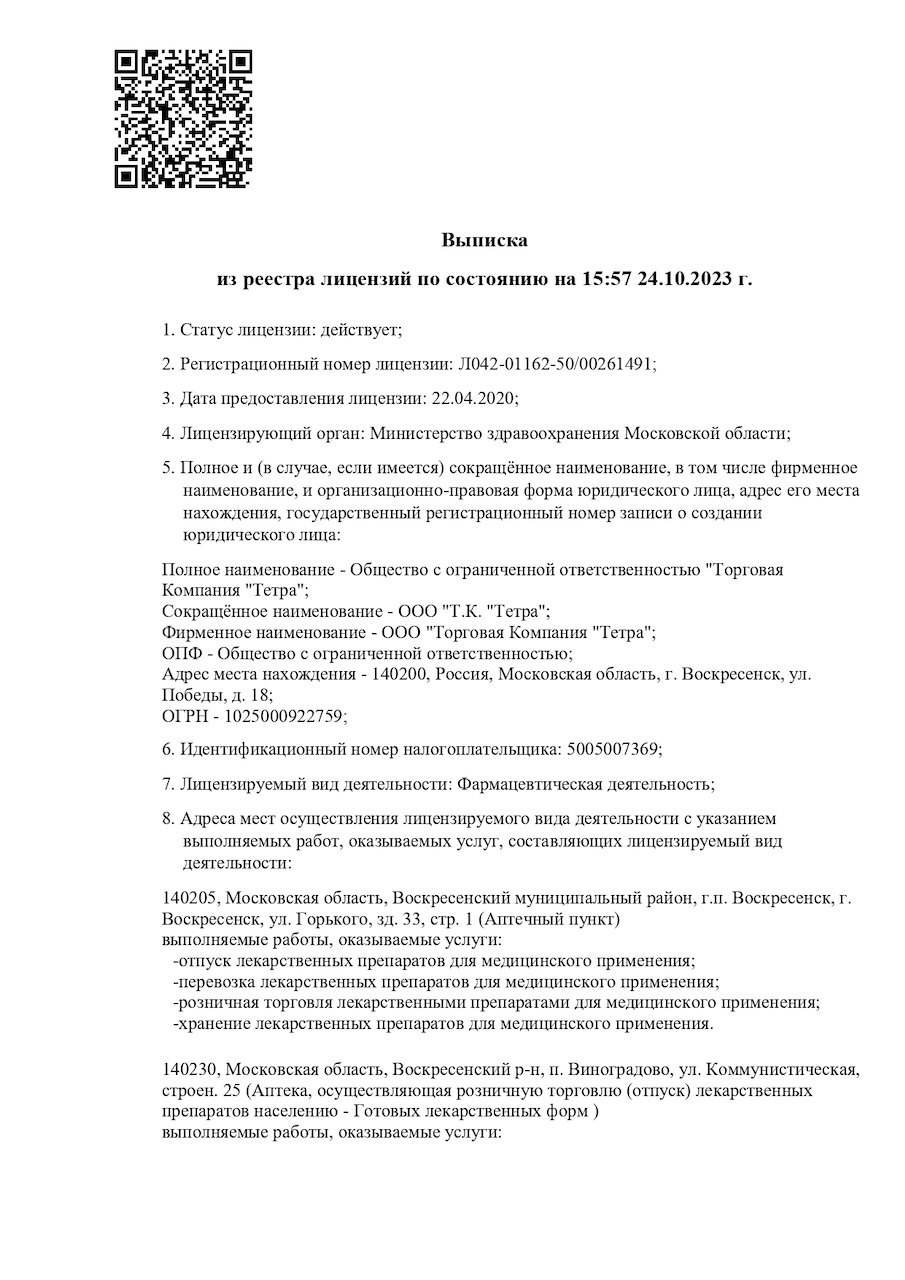 Выписка
из реестра лицензий по состоянию на 15:57 24.10.2023 г.
1. Статус лицензии: действует;
2. Регистрационный номер лицензии: Л042-01162-50/00261491;
3. Дата предоставления лицензии: 22.04.2020;
4. Лицензирующий орган: Министерство здравоохранения Московской области;
5. Полное и (в случае, если имеется) сокращённое наименование, в том числе фирменное
наименование, и организационно-правовая форма юридического лица, адрес его места
нахождения, государственный регистрационный номер записи о создании
юридического лица:
Полное наименование - Общество с ограниченной ответственностью "Торговая
Компания "Тетра";
Сокращённое наименование - ООО "Т.К. "Тетра";
Фирменное наименование - ООО "Торговая Компания "Тетра";
ОПФ - Общество с ограниченной ответственностью;
Адрес места нахождения - 140200, Россия, Московская область, г. Воскресенск, ул.
Победы, д. 18;
ОГРН - 1025000922759;
6. Идентификационный номер налогоплательщика: 5005007369;
7. Лицензируемый вид деятельности: Фармацевтическая деятельность;
8. Адреса мест осуществления лицензируемого вида деятельности с указанием
выполняемых работ, оказываемых услуг, составляющих лицензируемый вид
деятельности:
140205, Московская область, Воскресенский муниципальный район, г.п. Воскресенск, г.
Воскресенск, ул. Горького, зд. 33, стр. 1 (Аптечный пункт)
выполняемые работы, оказываемые услуги:
-отпуск лекарственных препаратов для медицинского применения;
-перевозка лекарственных препаратов для медицинского применения;
-розничная торговля лекарственными препаратами для медицинского применения;
-хранение лекарственных препаратов для медицинского применения.
140230, Московская область, Воскресенский р-н, п. Виноградово, ул. Коммунистическая,
строен. 25 (Аптека, осуществляющая розничную торговлю (отпуск) лекарственных
препаратов населению - Готовых лекарственных форм )
выполняемые работы, оказываемые услуги: